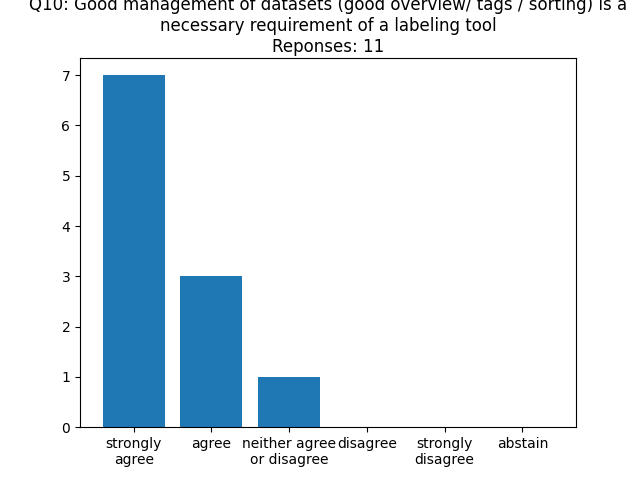 Q10: Good management of datasets (good overview/ tags / sorting) is a
necessary requirement of a labeling tool
Reponses: 11
7
6
5
4
3
2
1
0
strongly
agree
agree
neither agree
or disagree
disagree
strongly
disagree
abstain